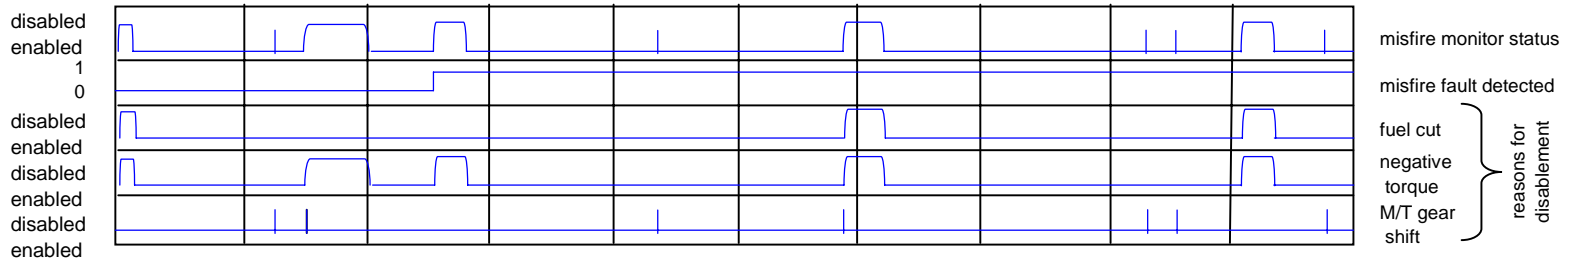 disabled
enabled
misfire monitor status
1
0
misfire fault detected
disabled
enabled
fuel cut
disabled
enabled
negative
torque
disabled
enabled
M/T gear
shift
reasons for
disablement